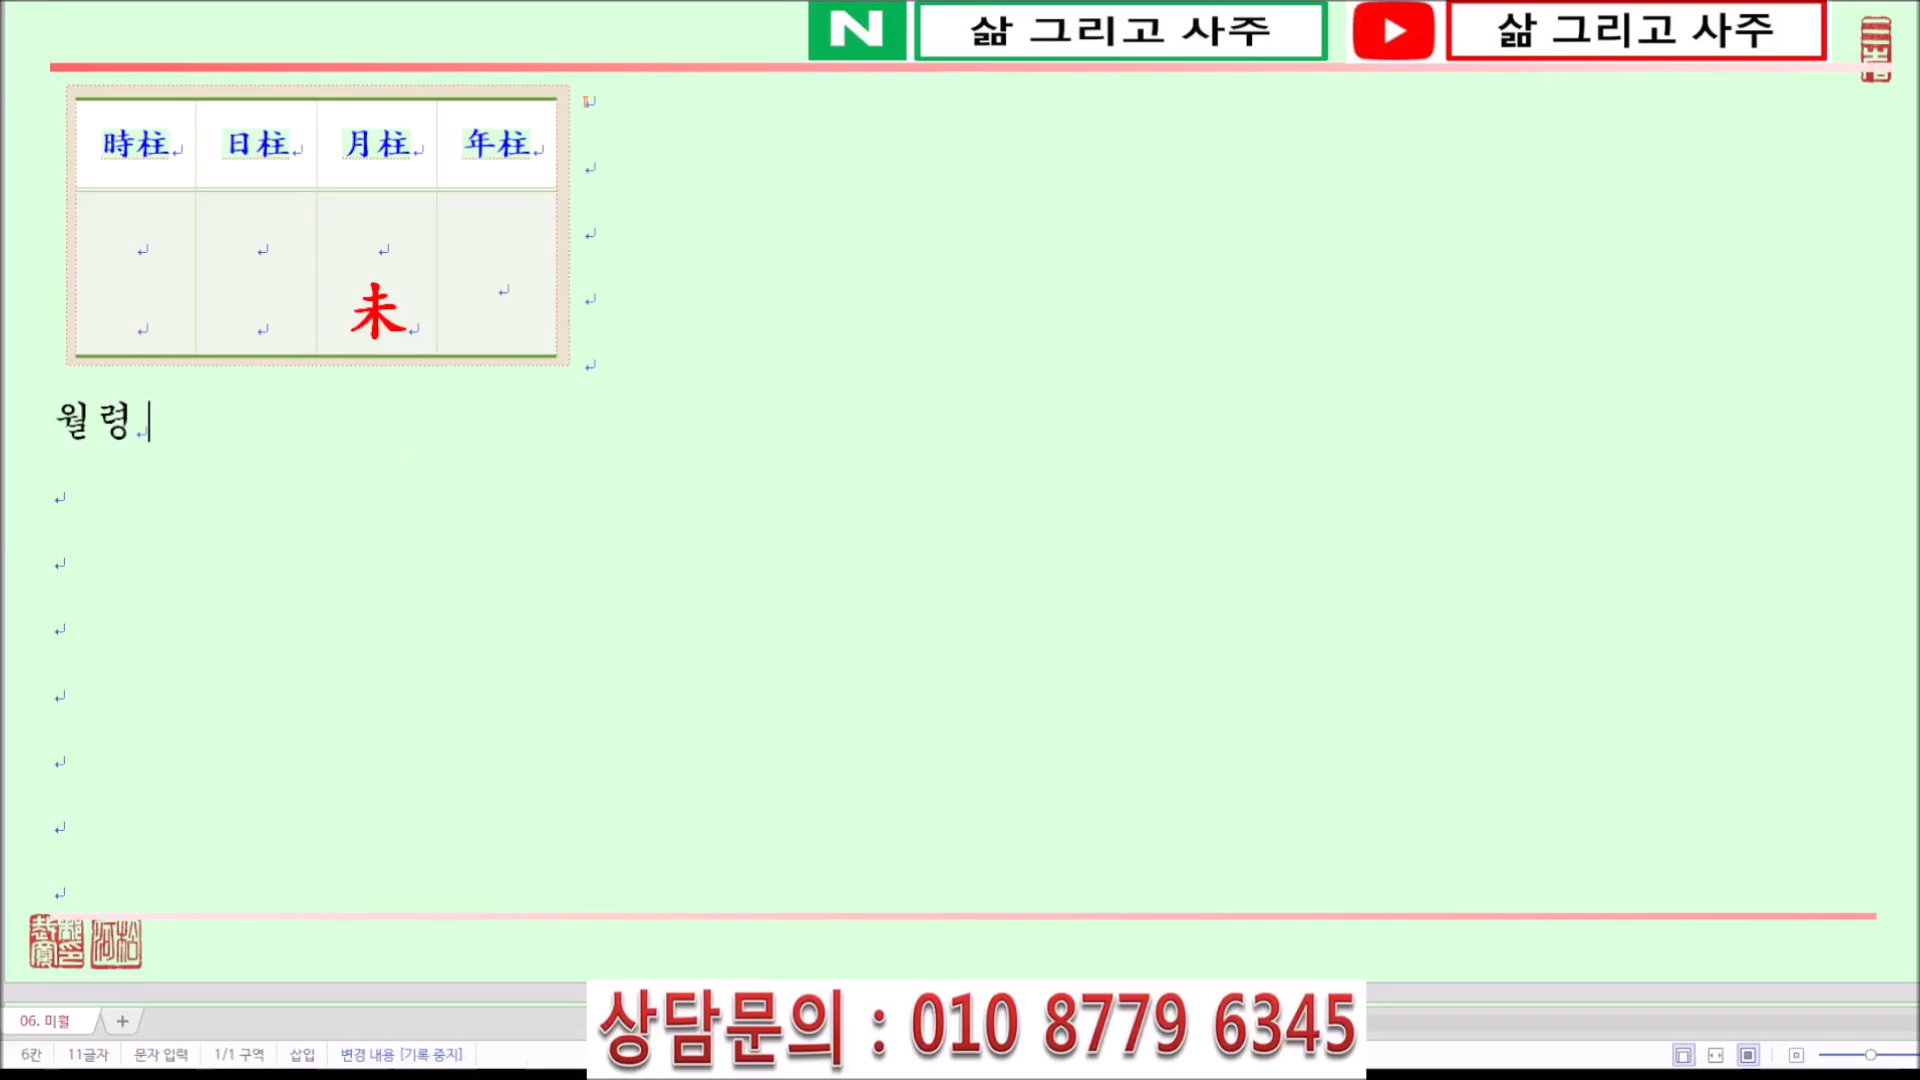 N 삶 그리고 사주 삶 그리고 사주
時柱 日柱 月柱 年柱
未
월 령
상담문의 : 010 8779 6345
06. 미월 +
6칸 11글자 문자 입력 1/1 구역 삽입 변경 내용 [기록 중지]